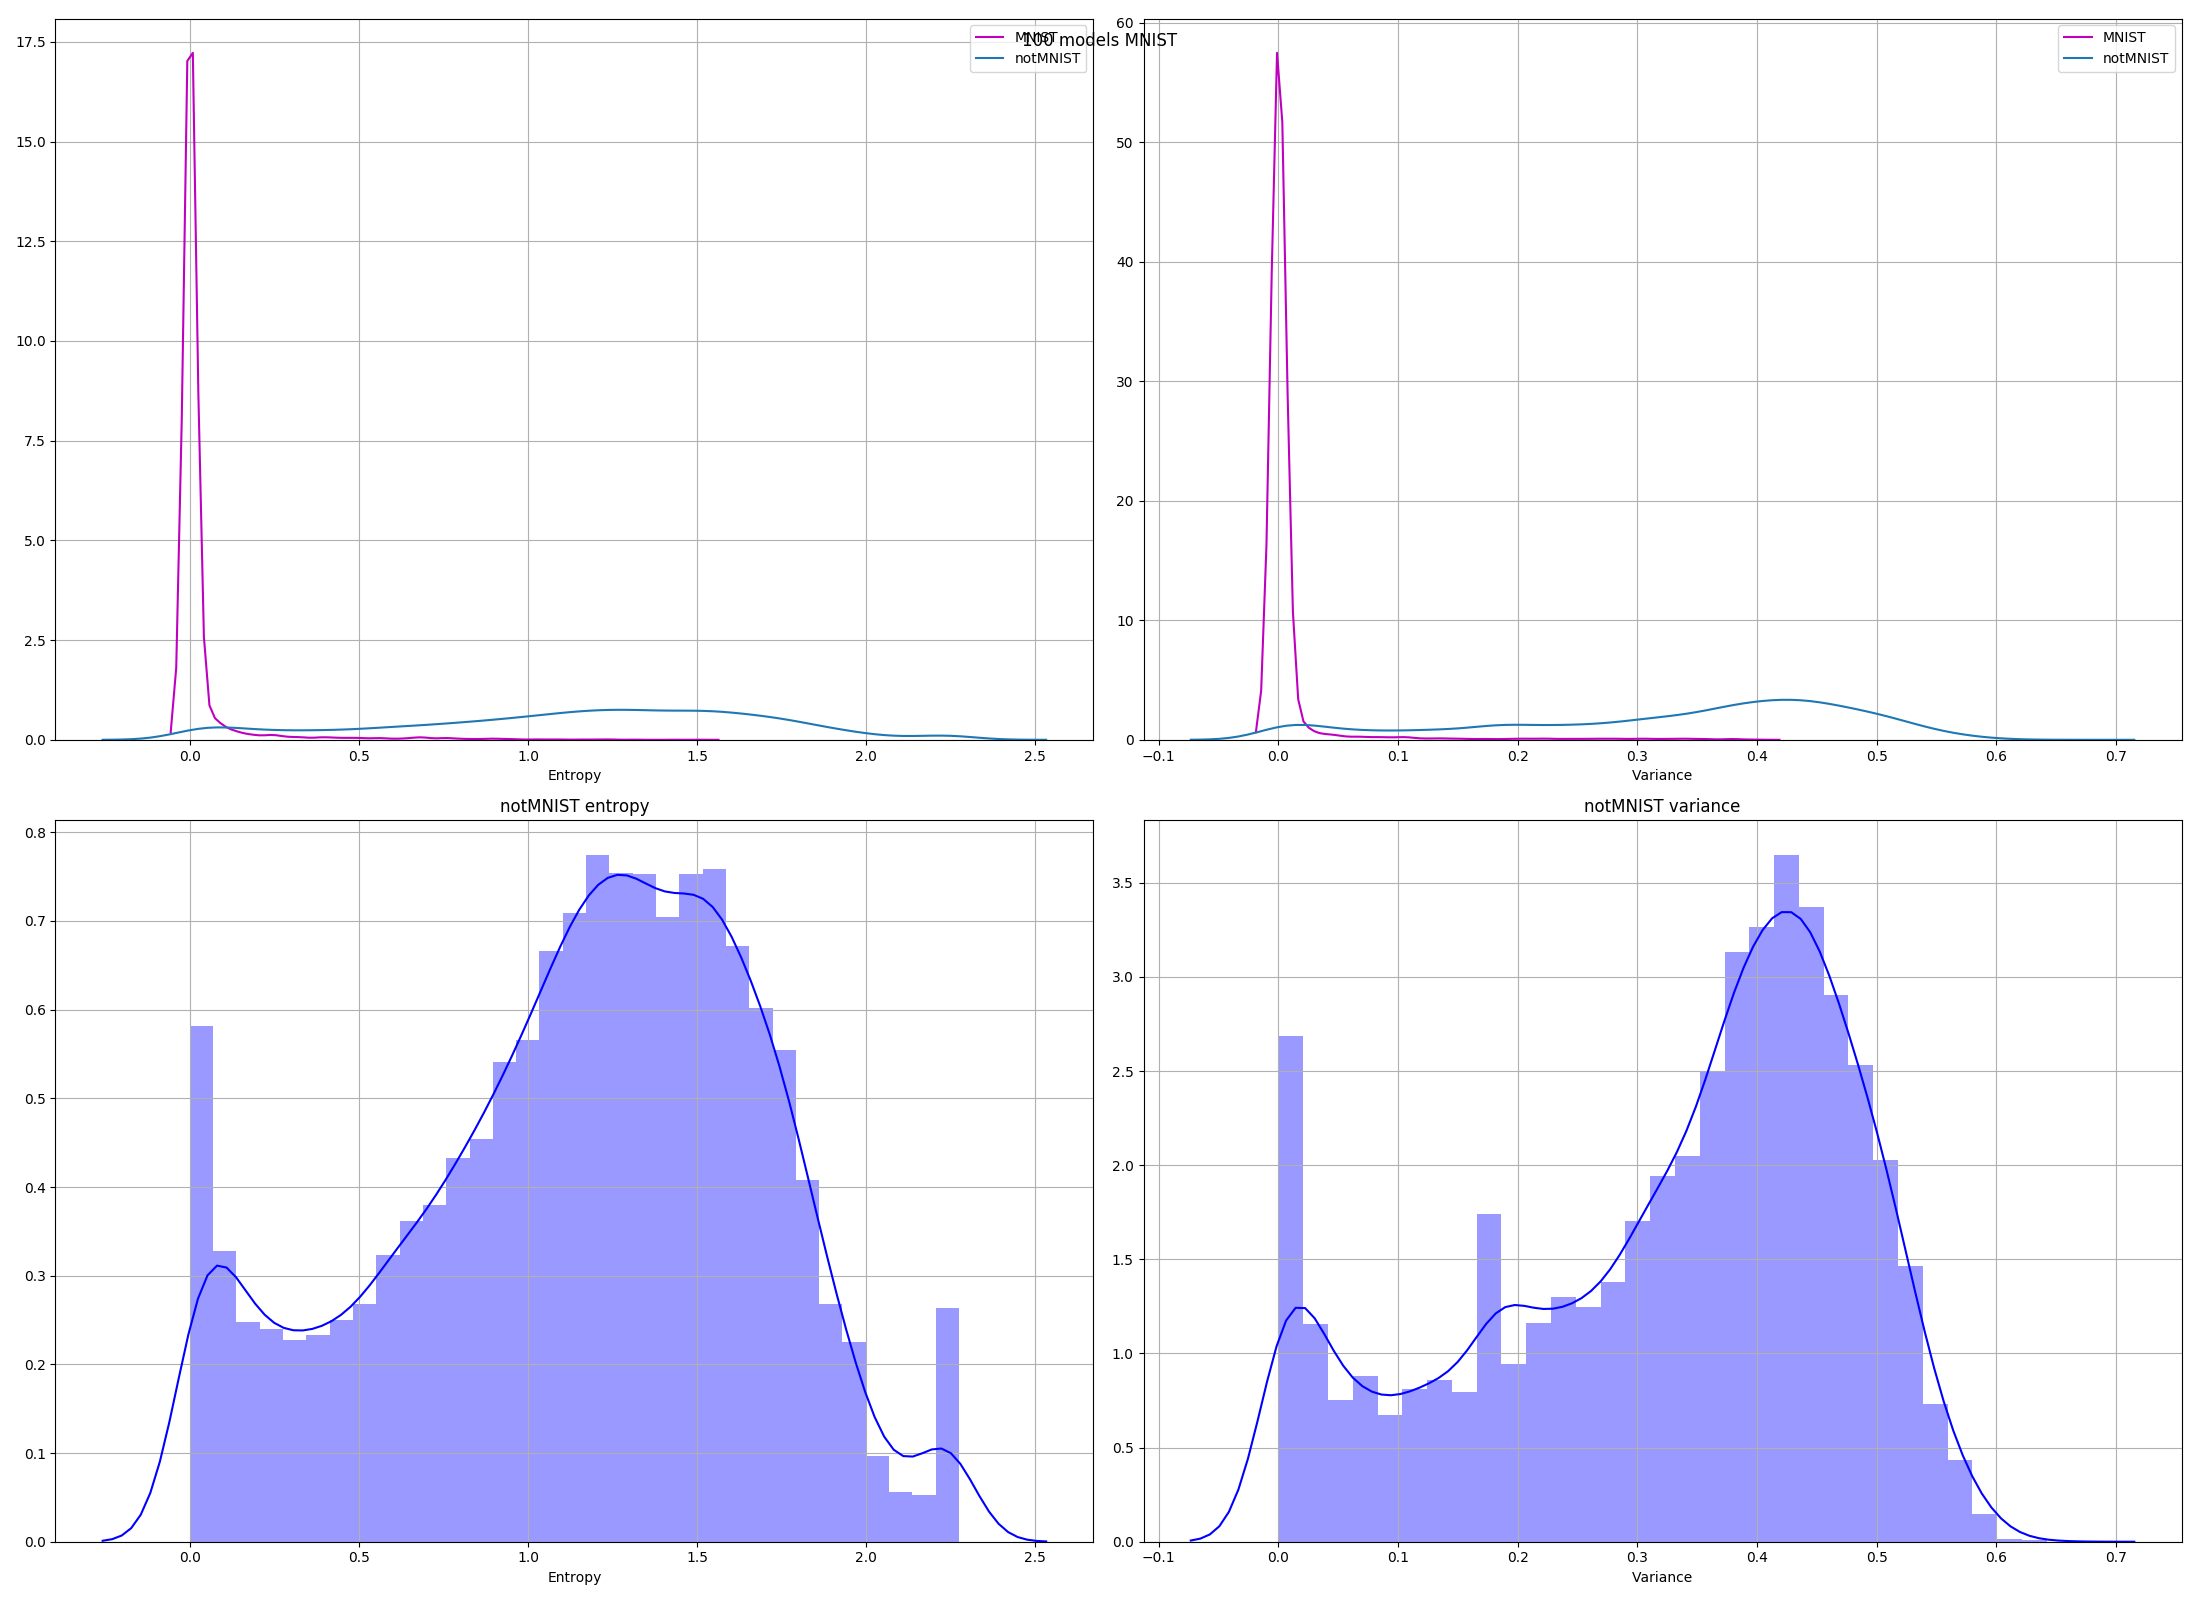 100 models MNIST
17.5
15.0
12.5
10.0
7.5
5.0
2.5
0.0
MNIST
notMNIST
0.0 0.5 1.0 1.5 2.0 2.5
Entropy
60
50
40
30
20
10
0
MNIST
notMNIST
−0.1 0.0 0.1 0.2 0.3 0.4 0.5 0.6 0.7
Variance
notMNIST entropy
0.8
0.7
0.6
0.5
0.4
0.3
0.2
0.1
0.0
0.0 0.5 1.0 1.5 2.0 2.5
Entropy
notMNIST variance
3.5
3.0
2.5
2.0
1.5
1.0
0.5
0.0
−0.1 0.0 0.1 0.2 0.3 0.4 0.5 0.6 0.7
Variance